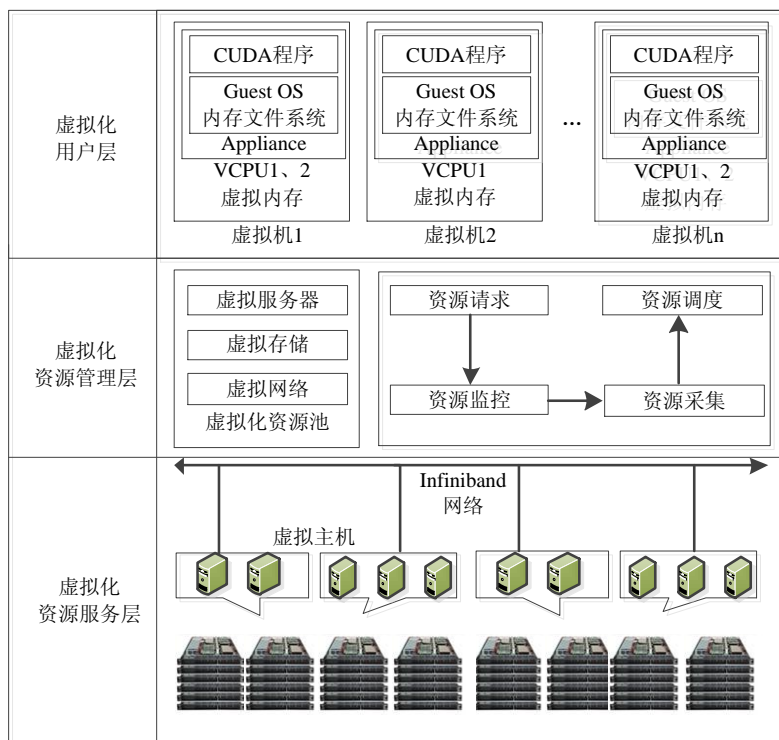 虚拟化
用户层
CUDA程序
Guest OS
内存文件系统
Appliance
VCPU1、2
虚拟内存
虚拟机1
CUDA程序
Guest OS
内存文件系统
Appliance
VCPU1
虚拟内存
虚拟机2
...
CUDA程序
Guest OS
内存文件系统
Appliance
VCPU1、2
虚拟内存
虚拟机n
虚拟化
资源管理层
虚拟服务器
虚拟存储
虚拟网络
虚拟化资源池
资源请求
资源调度
资源监控
资源采集
虚拟化
资源服务层
Infiniband
网络
虚拟主机